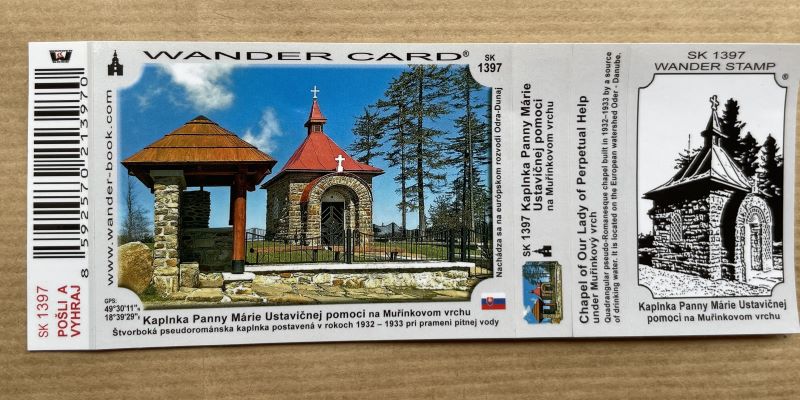 SK 1397
POŠLI A
VYHRAJ
8 592570 213970
www.wander-book.com
WANDER CARD®
SK
1397
Nachádza sa na európskom rozvodí Odra-Dunaj
GPS:
49°30'11"N
18°39'29"E
Kaplnka Panny Márie Ustavičnej pomoci na Muřinkovom vrchu
Štvorboká pseudorománska kaplnka postavená v rokoch 1932 – 1933 pri prameni pitnej vody
SK 1397 Kaplnka Panny Márie
Ustavičnej pomoci
na Muřinkovom vrchu
Chapel of Our Lady of Perpetual Help
under Muřinkový vrch
Quadrangular pseudo-Romanesque chapel built in 1932–1933 by a source
of drinking water. It is located on the European watershed Oder - Danube.
SK 1397
WANDER STAMP
®
Kaplnka Panny Márie Ustavičnej
pomoci na Muřinkovom vrchu